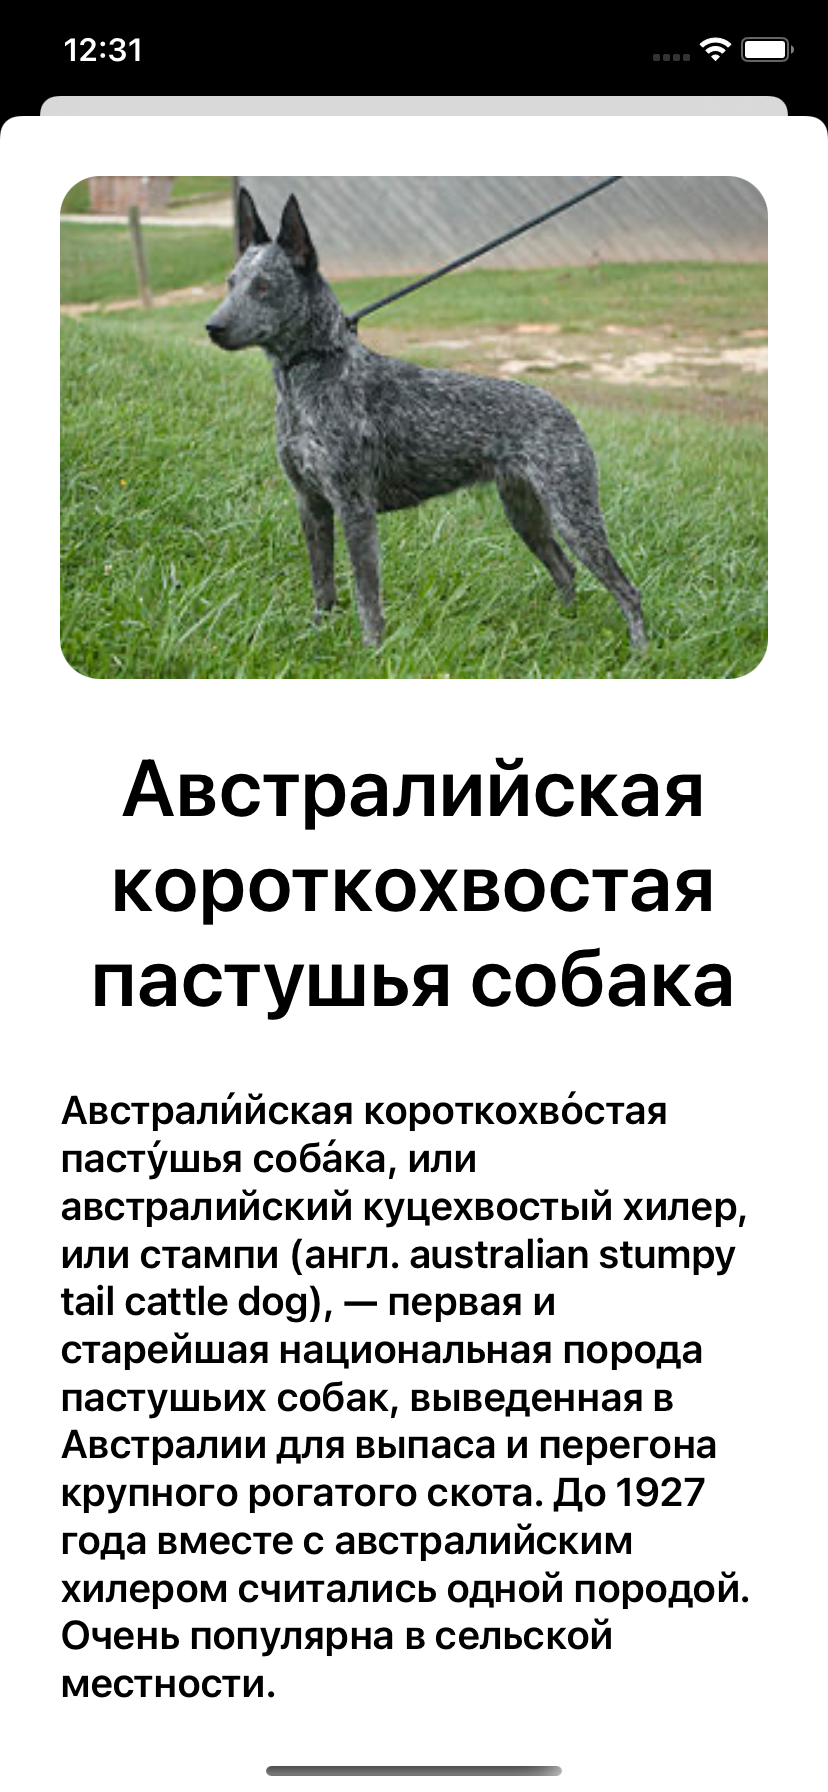 12:31
Австралийская
короткохвостая
пастушья собака
Австрали́йская короткохво́стая
пасту́шья соба́ка, или
австралийский куцехвостый хилер,
или стампи (англ. australian stumpy
tail cattle dog), — первая и
старейшая национальная порода
пастушьих собак, выведенная в
Австралии для выпаса и перегона
крупного рогатого скота. До 1927
года вместе с австралийским
хилером считались одной породой.
Очень популярна в сельской
местности.